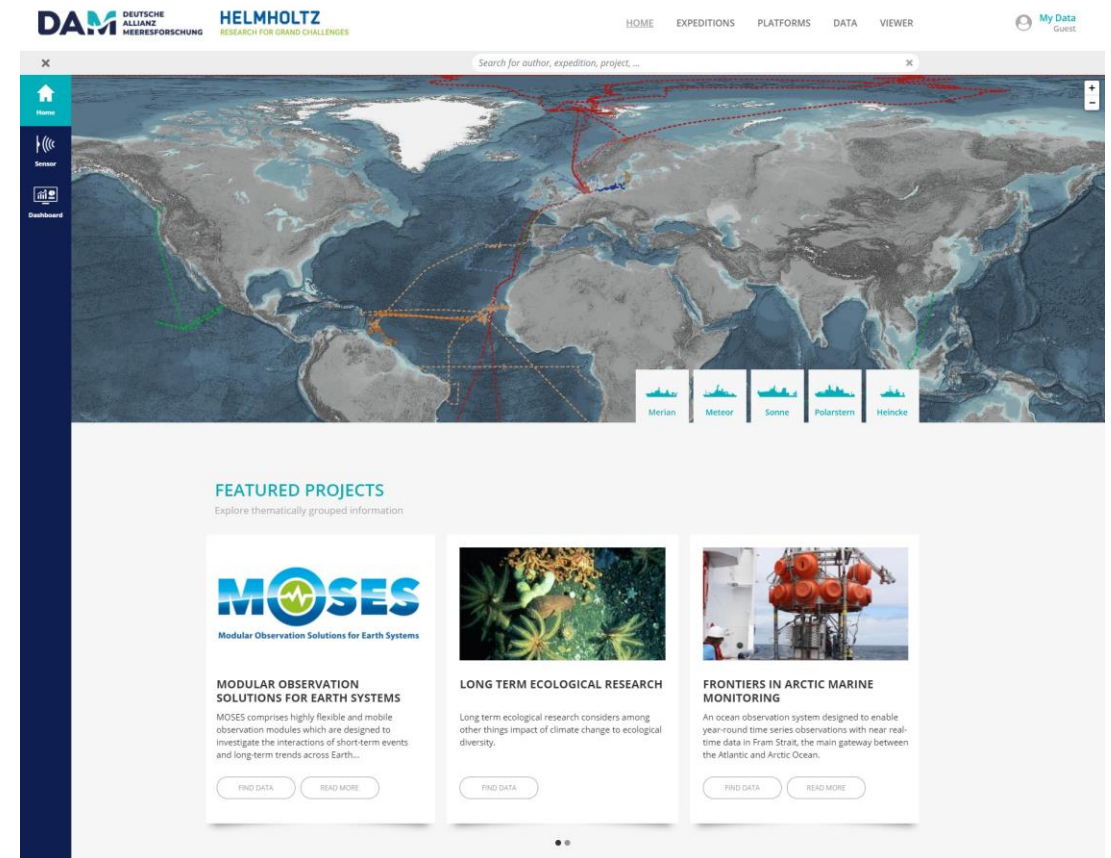 DAM DEUTSCHE
ALLIANZ
MEERESFORSCHUNG
HELMHOLTZ
RESEARCH FOR GRAND CHALLENGES
HOME EXPEDITIONS PLATFORMS DATA VIEWER
My Data
Guest
Search for author, expedition, project, ...
Home
Sensor
Dashboard
+
-
Merian Meteor Sonne Polarstern Heincke
FEATURED PROJECTS
Explore thematically grouped information
MOSES
Modular Observation Solutions for Earth Systems
MODULAR OBSERVATION
SOLUTIONS FOR EARTH SYSTEMS
MOSES comprises highly flexible and mobile
observation modules which are designed to
investigate the interactions of short-term events
and long-term trends across Earth...
FIND DATA READ MORE
LONG TERM ECOLOGICAL RESEARCH
Long term ecological research considers among
other things impact of climate change to ecological
diversity.
FIND DATA
FRONTIERS IN ARCTIC MARINE
MONITORING
An ocean observation system designed to enable
year-round time series observations with near real-
time data in Fram Strait, the main gateway between
the Atlantic and Arctic Ocean.
FIND DATA READ MORE